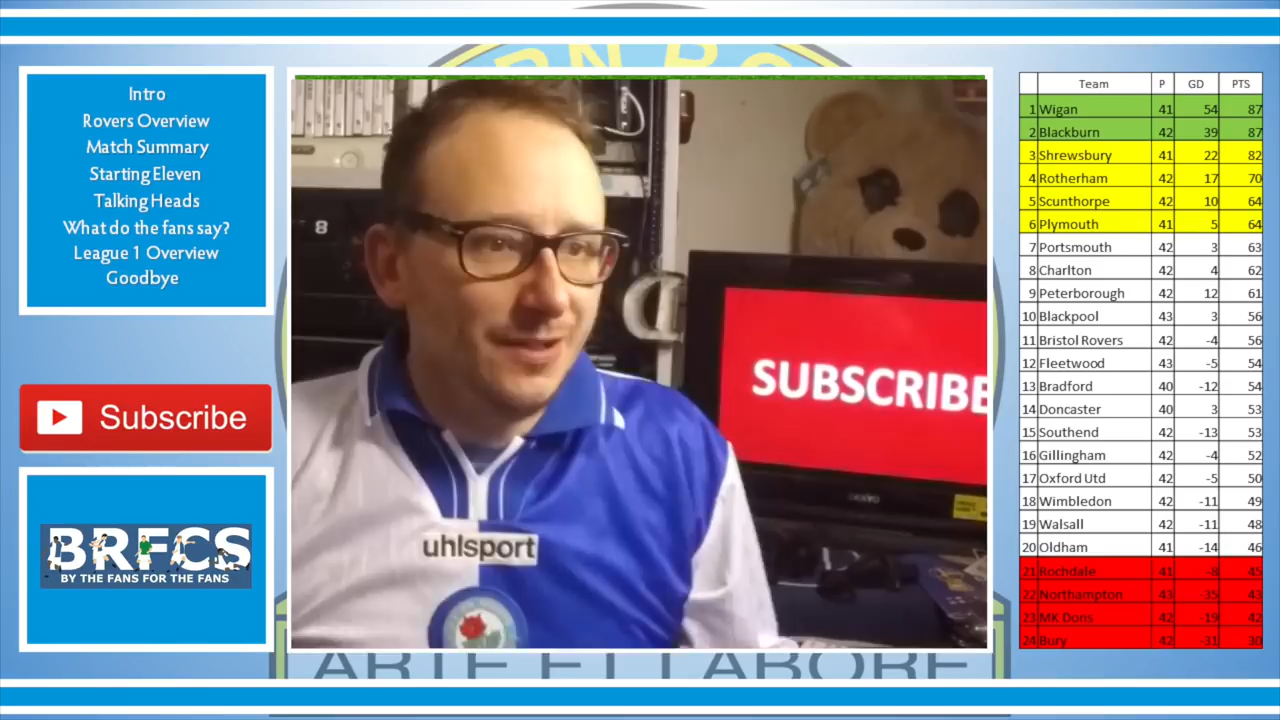 RN RO
Intro
Rovers Overview
Match Summary
Starting Eleven
Talking Heads
What do the fans say?
League 1 Overview
Goodbye
Subscribe
BRFCS
BY THE FANS FOR THE FANS
8
SUBSCRIBE
SANYO
uhlsport
ARTE ET LABORE
Team P GD PTS
1 Wigan 41 54 87
2 Blackburn 42 39 87
3 Shrewsbury 41 22 82
4 Rotherham 42 17 70
5 Scunthorpe 42 10 64
6 Plymouth 41 5 64
7 Portsmouth 42 3 63
8 Charlton 42 4 62
9 Peterborough 42 12 61
10 Blackpool 43 3 56
11 Bristol Rovers 42 -4 56
12 Fleetwood 43 -5 54
13 Bradford 40 -12 54
14 Doncaster 40 3 53
15 Southend 42 -13 53
16 Gillingham 42 -4 52
17 Oxford Utd 42 -5 50
18 Wimbledon 42 -11 49
19 Walsall 42 -11 48
20 Oldham 41 -14 46
21 Rochdale 41 -8 45
22 Northampton 43 -35 43
23 MK Dons 42 -19 42
24 Bury 42 -31 30